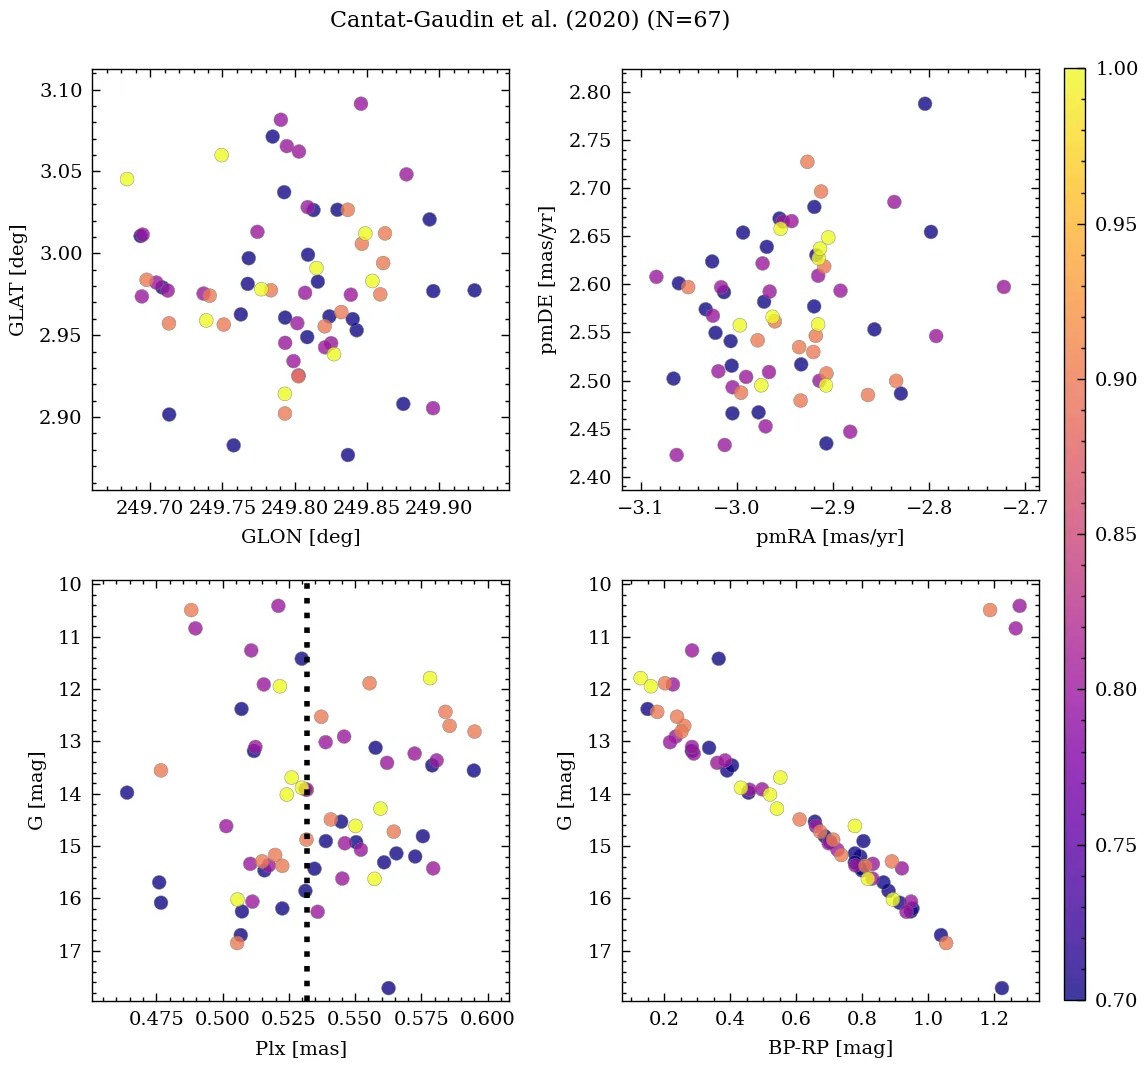 Cantat-Gaudin et al. (2020) (N=67)
3.10
3.05
3.00
2.95
2.90
GLAT [deg]
249.70 249.75 249.80 249.85 249.90
GLON [deg]
2.80
2.75
2.70
2.65
2.60
2.55
2.50
2.45
2.40
pmDE [mas/yr]
−3.1 −3.0 −2.9 −2.8 −2.7
pmRA [mas/yr]
10
11
12
13
14
15
16
17
G [mag]
0.475 0.500 0.525 0.550 0.575 0.600
Plx [mas]
10
11
12
13
14
15
16
17
G [mag]
0.2 0.4 0.6 0.8 1.0 1.2
BP-RP [mag]
1.00
0.95
0.90
0.85
0.80
0.75
0.70